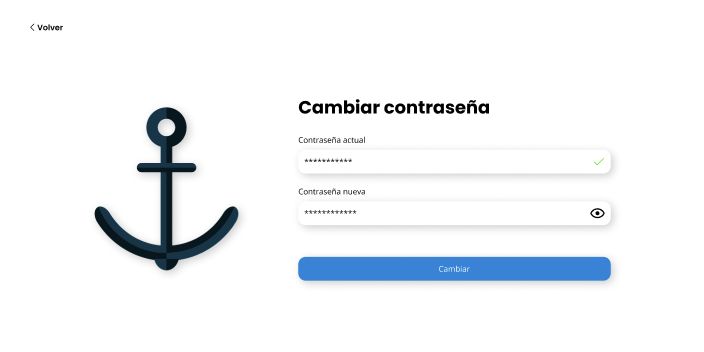 Volver
Cambiar contraseña
Contraseña actual
***********
Contraseña nueva
************
Cambiar